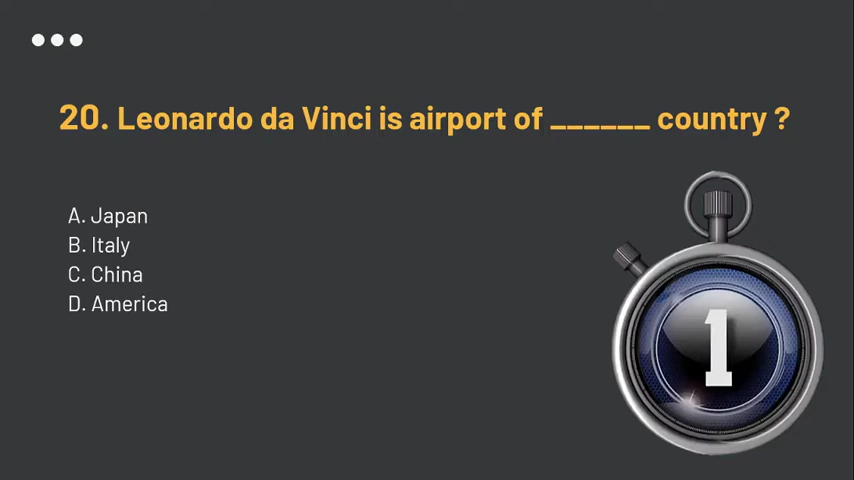 20. Leonardo da Vinci is airport of ______ country ?
A. Japan
B. Italy
C. China
D. America
1